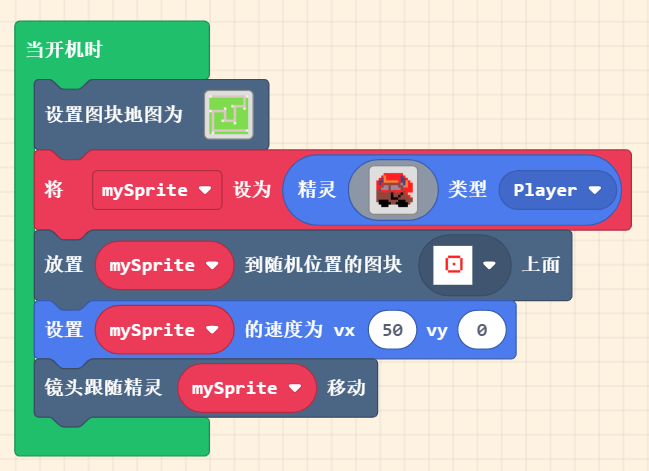 当开机时
设置图块地图为
将 mySprite 设为 精灵 类型 Player
放置 mySprite 到随机位置的图块 上面
设置 mySprite 的速度为 vx 50 vy 0
镜头跟随精灵 mySprite 移动